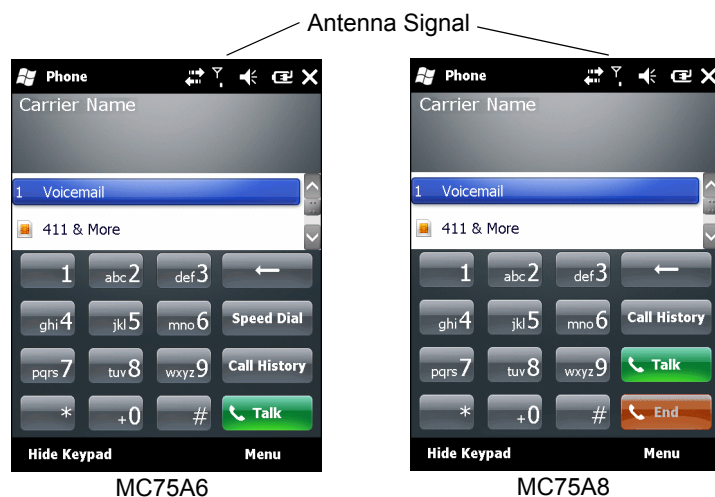 Antenna Signal
Phone
Carrier Name
1 Voicemail
411 & More
1 abc2 def3
ghi4 jkl5 mno6 Speed Dial
pqrs7 tuv8 wxyz9 Call History
* +0 # Talk
Hide Keypad Menu
MC75A6
Phone
Carrier Name
1 Voicemail
411 & More
1 abc2 def3
ghi4 jkl5 mno6 Call History
pqrs7 tuv8 wxyz9 Talk
* +0 # End
Hide Keypad Menu
MC75A8